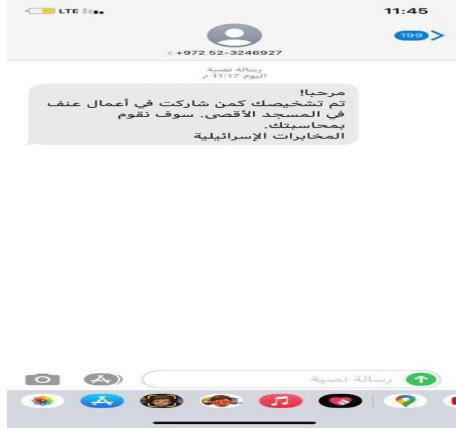 LTE
11:45
199
+972 52-3246927
رسالة نصية
اليوم 11:17 م
مرحبا!
تم تشخيصك كمن شاركت في أعمال عنف
في المسجد الأقصى. سوف نقوم
بمحاسبتك.
المخابرات الإسرائيلية
رسالة نصية